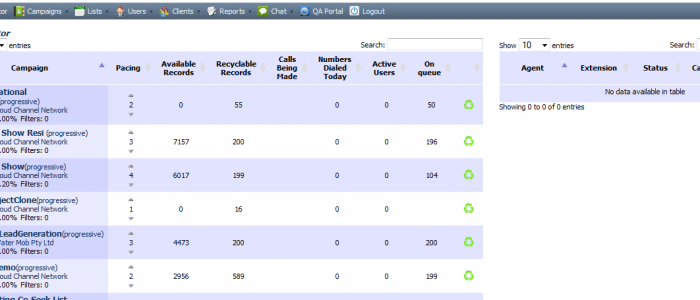 tor Campaigns Lists Users Clients Reports Chat QA Portal Logout
tor
entries Search:
Show 10 entries Search:
Campaign Pacing Available Records Recyclable Records Calls Being Made Numbers Dialed Today Active Users On queue
Agent Extension Status Ca
No data available in table
Showing 0 to 0 of 0 entries
ational
(progressive) 2 0 55 0 0 50
oud Channel Network
.00% Filters: 0
Show Resi (progressive)
oud Channel Network 3 7157 200 0 0 196
.00% Filters: 0
Show(progressive)
oud Channel Network 4 6017 199 0 0 104
.20% Filters: 0
jectClone(progressive)
oud Channel Network 1 0 16 0 0
.00% Filters: 0
LeadGeneration(progressive)
Water Mob Pty Ltd 3 4473 200 0 0 200
.00% Filters: 0
emo(progressive)
oud Channel Network 2 2956 589 0 0 199
.00% Filters: 0